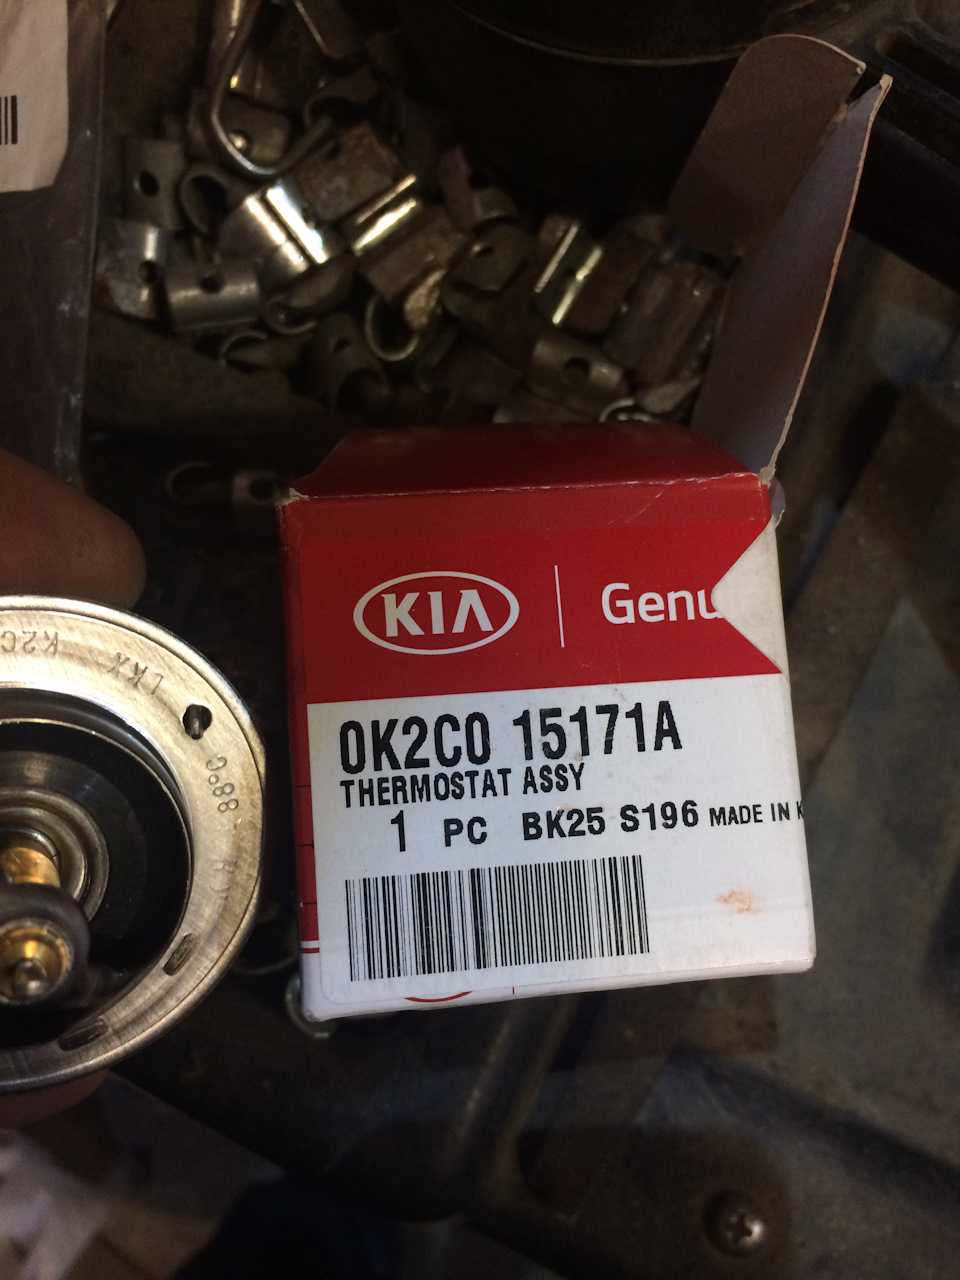 KIA
Genu
0K2C0 15171A
THERMOSTAT ASSY
1 PC BK25 S196 MADE IN K
88°C